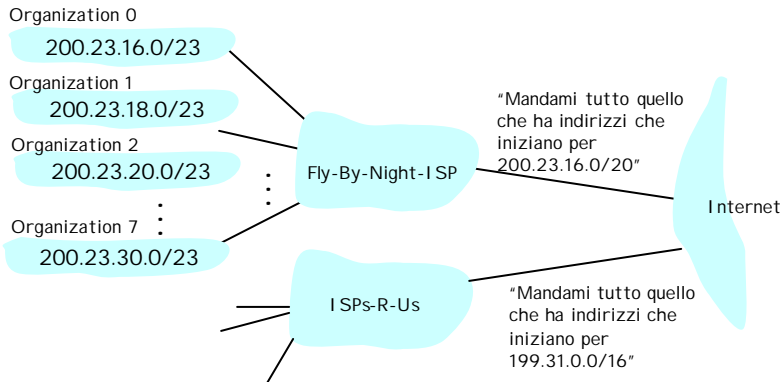 Organization 0
200.23.16.0/23
Organization 1
200.23.18.0/23
Organization 2
200.23.20.0/23
Organization 7
200.23.30.0/23
Fly-By-Night-ISP
"Mandami tutto quello
che ha indirizzi che
iniziano per
200.23.16.0/20"
Internet
ISPs-R-Us
"Mandami tutto quello
che ha indirizzi che
iniziano per
199.31.0.0/16"